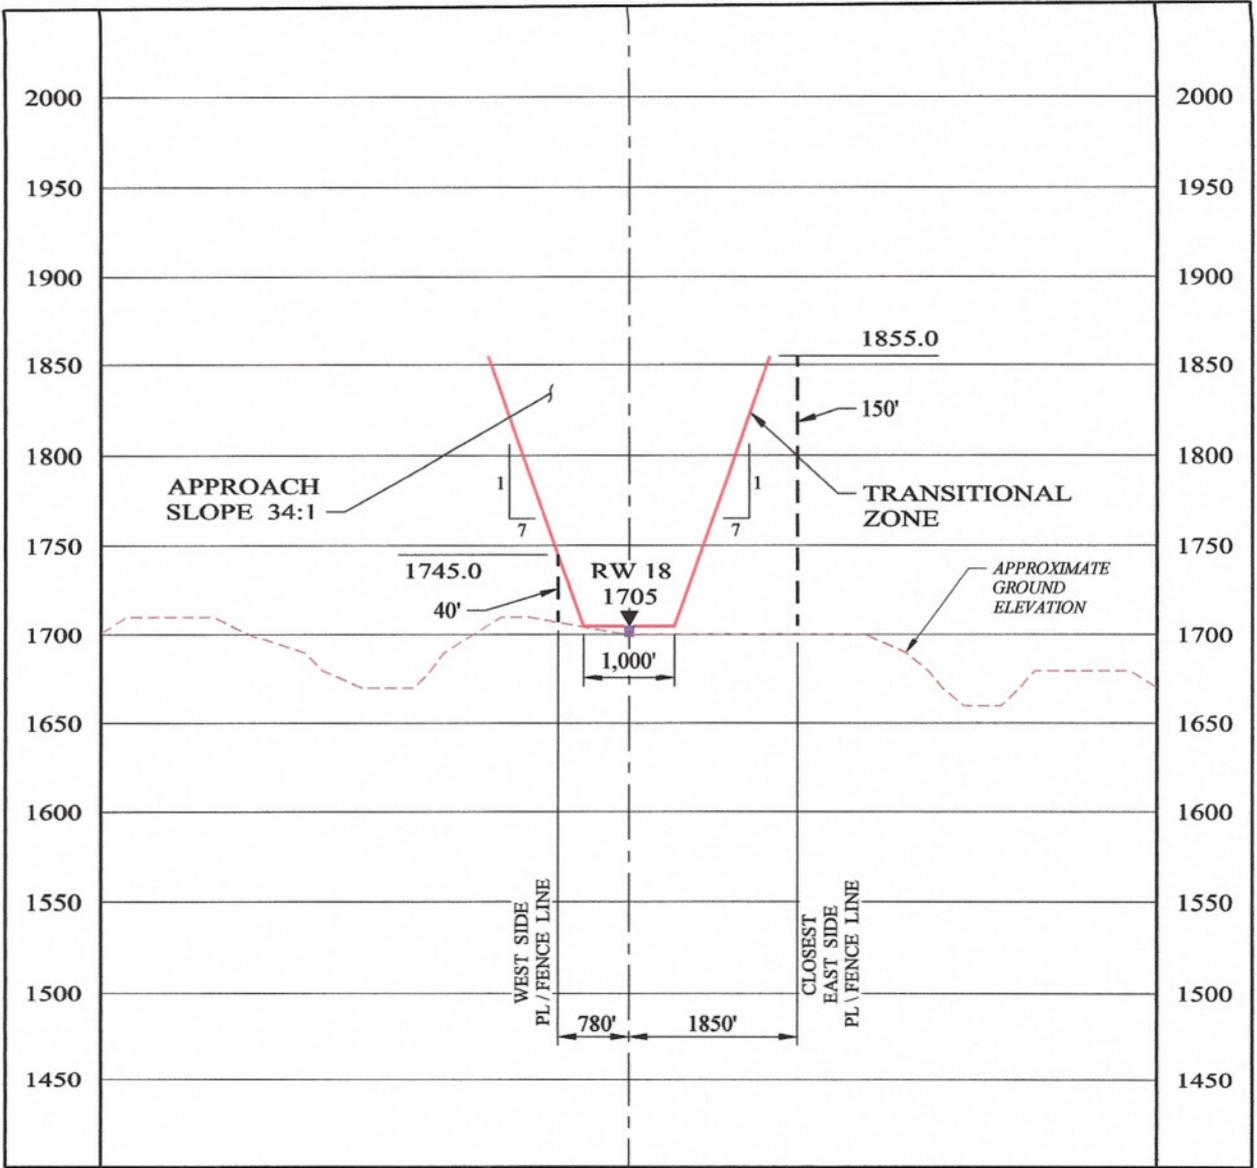 2000
2000
1950
1950
1900
1900
1855.0
1850
1850
150'
1800
1800
APPROACH
SLOPE 34:1
1
7
1
7
TRANSITIONAL
ZONE
1750
1750
1745.0
40'
RW 18
1705
APPROXIMATE
GROUND
ELEVATION
1700
1700
1,000'
1650
1650
1600
1600
1550
1550
WEST SIDE
PL / FENCE LINE
CLOSEST
EAST SIDE
PL \ FENCE LINE
1500
1500
780'
1850'
1450
1450